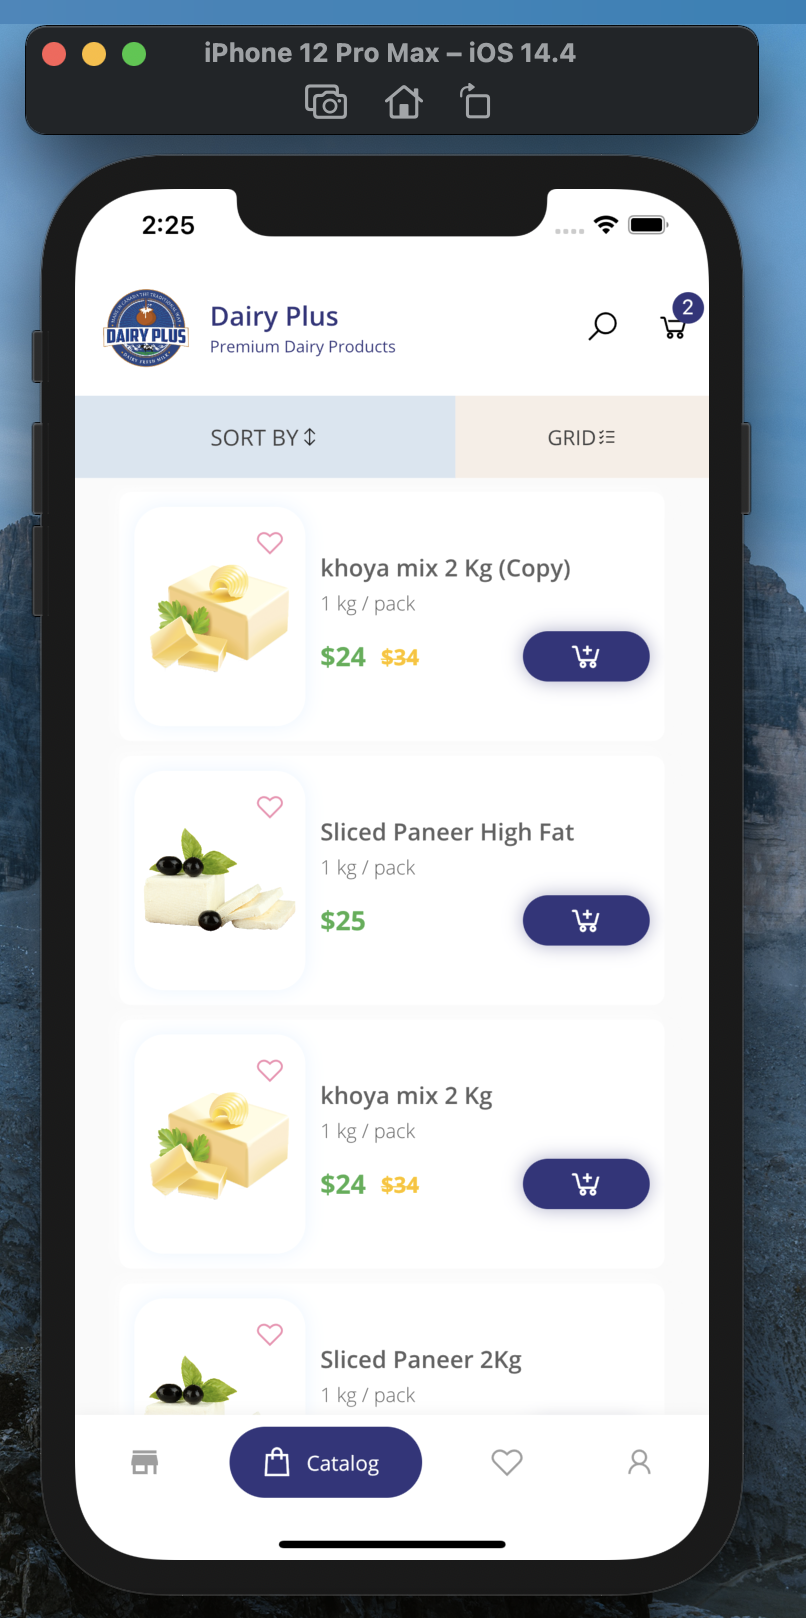 iPhone 12 Pro Max – iOS 14.4
2:25
DAIRY PLUS
Dairy Plus
Premium Dairy Products
2
SORT BY
GRID
khoya mix 2 Kg (Copy)
1 kg / pack
$24 $34
Sliced Paneer High Fat
1 kg / pack
$25
khoya mix 2 Kg
1 kg / pack
$24 $34
Sliced Paneer 2Kg
1 kg / pack
Catalog